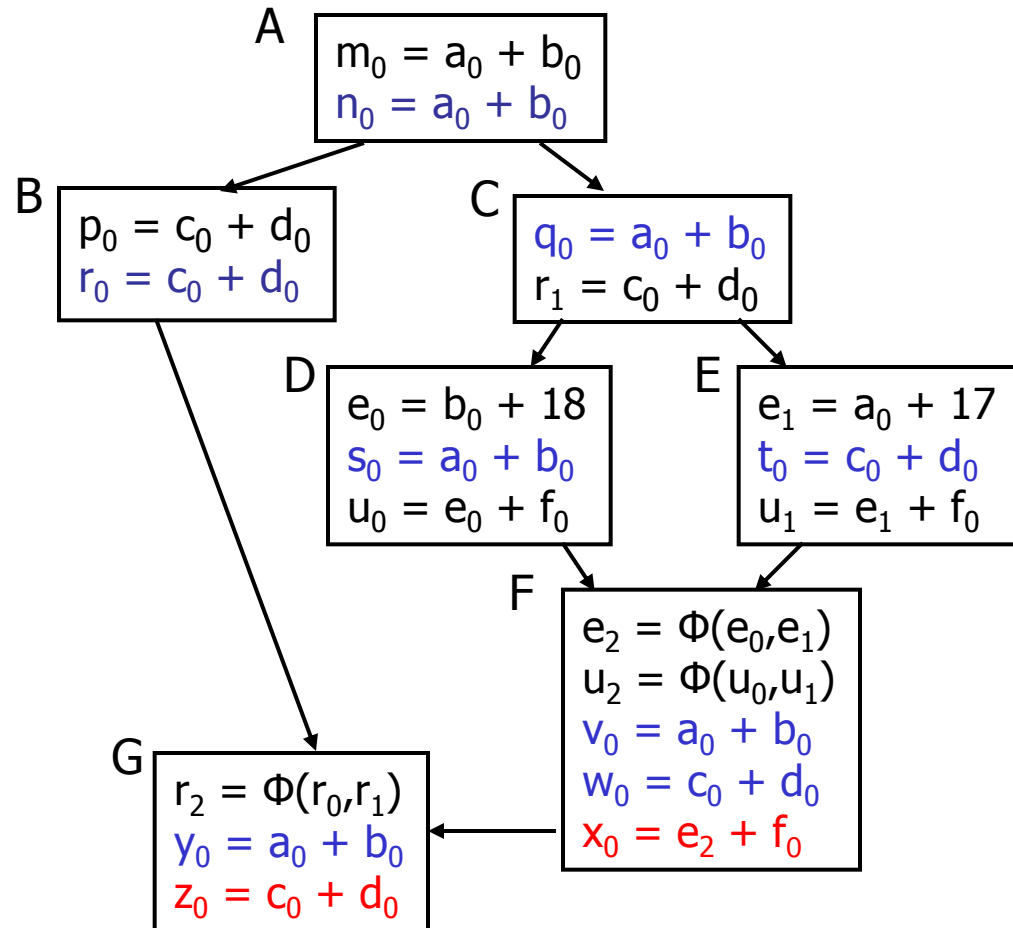 A
m₀ = a₀ + b₀
n₀ = a₀ + b₀
B
p₀ = c₀ + d₀
r₀ = c₀ + d₀
C
q₀ = a₀ + b₀
r₁ = c₀ + d₀
D
e₀ = b₀ + 18
s₀ = a₀ + b₀
u₀ = e₀ + f₀
E
e₁ = a₀ + 17
t₀ = c₀ + d₀
u₁ = e₁ + f₀
F
e₂ = Φ(e₀,e₁)
u₂ = Φ(u₀,u₁)
v₀ = a₀ + b₀
w₀ = c₀ + d₀
x₀ = e₂ + f₀
G
r₂ = Φ(r₀,r₁)
y₀ = a₀ + b₀
z₀ = c₀ + d₀